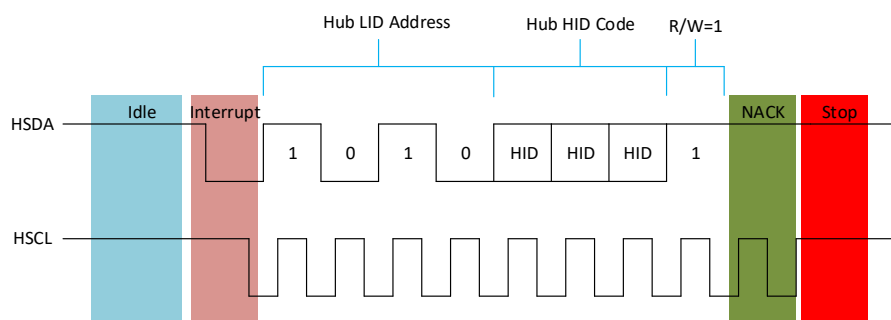 Hub LID Address Hub HID Code R/W=1
Idle Interrupt NACK Stop
HSDA
1 0 1 0 HID HID HID 1
HSCL